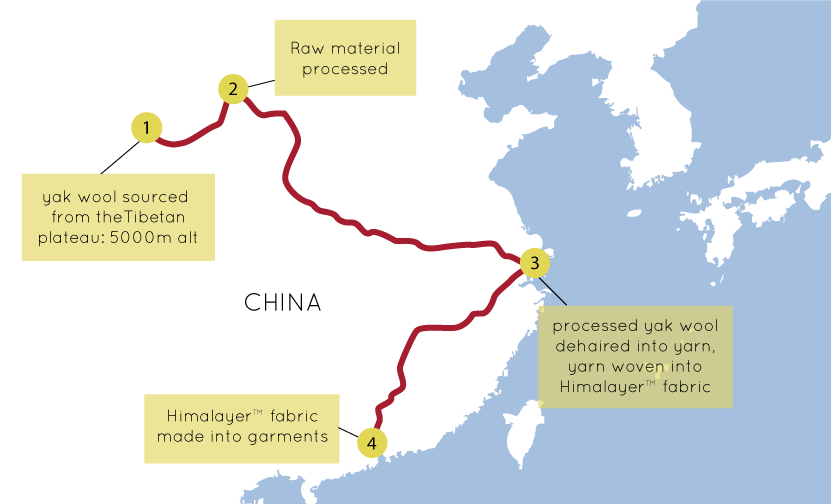 1
yak wool sourced
from theTibetan
plateau: 5000m alt
2
Raw material
processed
CHINA
3
processed yak wool
dehaired into yarn,
yarn woven into
Himalayer™ fabric
4
Himalayer™ fabric
made into garments